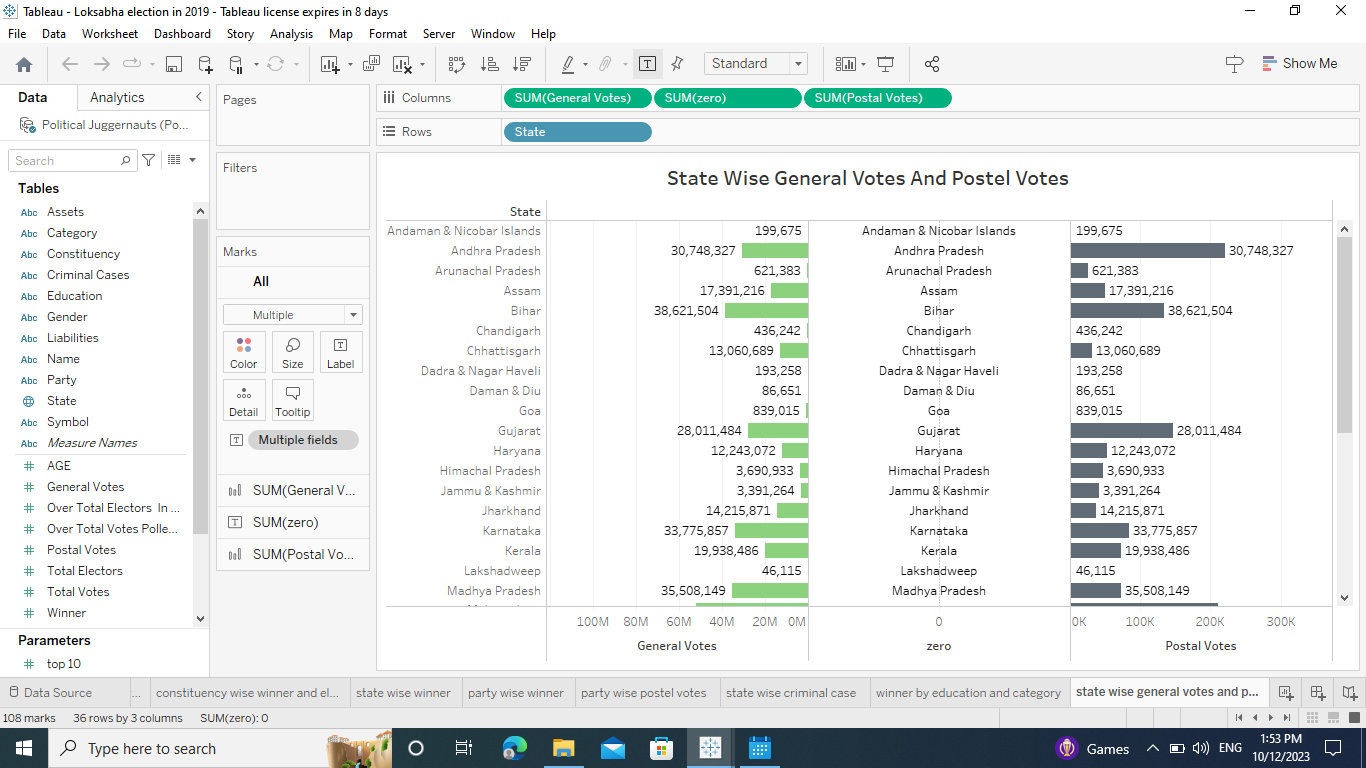 Tableau - Loksabha election in 2019 - Tableau license expires in 8 days
File Data Worksheet Dashboard Story Analysis Map Format Server Window Help
Standard Show Me
Data Analytics
Political Juggernauts (Po...
Search
Tables
Abc Assets
Abc Category
Abc Constituency
Abc Criminal Cases
Abc Education
Abc Gender
Abc Liabilities
Abc Name
Abc Party
State
Abc Symbol
Abc Measure Names
# AGE
# General Votes
# Over Total Electors In ...
# Over Total Votes Polle...
# Postal Votes
# Total Electors
# Total Votes
# Winner
Parameters
# top 10
Pages
Filters
Marks
All
Multiple
Color Size Label
Detail Tooltip
Multiple fields
SUM(General V...
SUM(zero)
SUM(Postal Vo...
Columns SUM(General Votes) SUM(zero) SUM(Postal Votes)
Rows State
State Wise General Votes And Postel Votes
State
Andaman & Nicobar Islands 199,675 Andaman & Nicobar Islands 199,675
Andhra Pradesh 30,748,327 Andhra Pradesh 30,748,327
Arunachal Pradesh 621,383 Arunachal Pradesh 621,383
Assam 17,391,216 Assam 17,391,216
Bihar 38,621,504 Bihar 38,621,504
Chandigarh 436,242 Chandigarh 436,242
Chhattisgarh 13,060,689 Chhattisgarh 13,060,689
Dadra & Nagar Haveli 193,258 Dadra & Nagar Haveli 193,258
Daman & Diu 86,651 Daman & Diu 86,651
Goa 839,015 Goa 839,015
Gujarat 28,011,484 Gujarat 28,011,484
Haryana 12,243,072 Haryana 12,243,072
Himachal Pradesh 3,690,933 Himachal Pradesh 3,690,933
Jammu & Kashmir 3,391,264 Jammu & Kashmir 3,391,264
Jharkhand 14,215,871 Jharkhand 14,215,871
Karnataka 33,775,857 Karnataka 33,775,857
Kerala 19,938,486 Kerala 19,938,486
Lakshadweep 46,115 Lakshadweep 46,115
Madhya Pradesh 35,508,149 Madhya Pradesh 35,508,149
100M 80M 60M 40M 20M 0M 0 0K 100K 200K 300K
General Votes zero Postal Votes
Data Source ... constituency wise winner and el... state wise winner party wise winner party wise postel votes state wise criminal case winner by education and category state wise general votes and p...
108 marks 36 rows by 3 columns SUM(zero): 0
Type here to search Games ENG 1:53 PM
10/12/2023